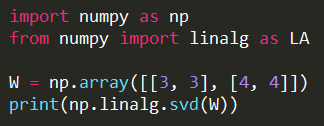 import numpy as np
from numpy import linalg as LA
W = np.array([[3, 3], [4, 4]])
print(np.linalg.svd(W))